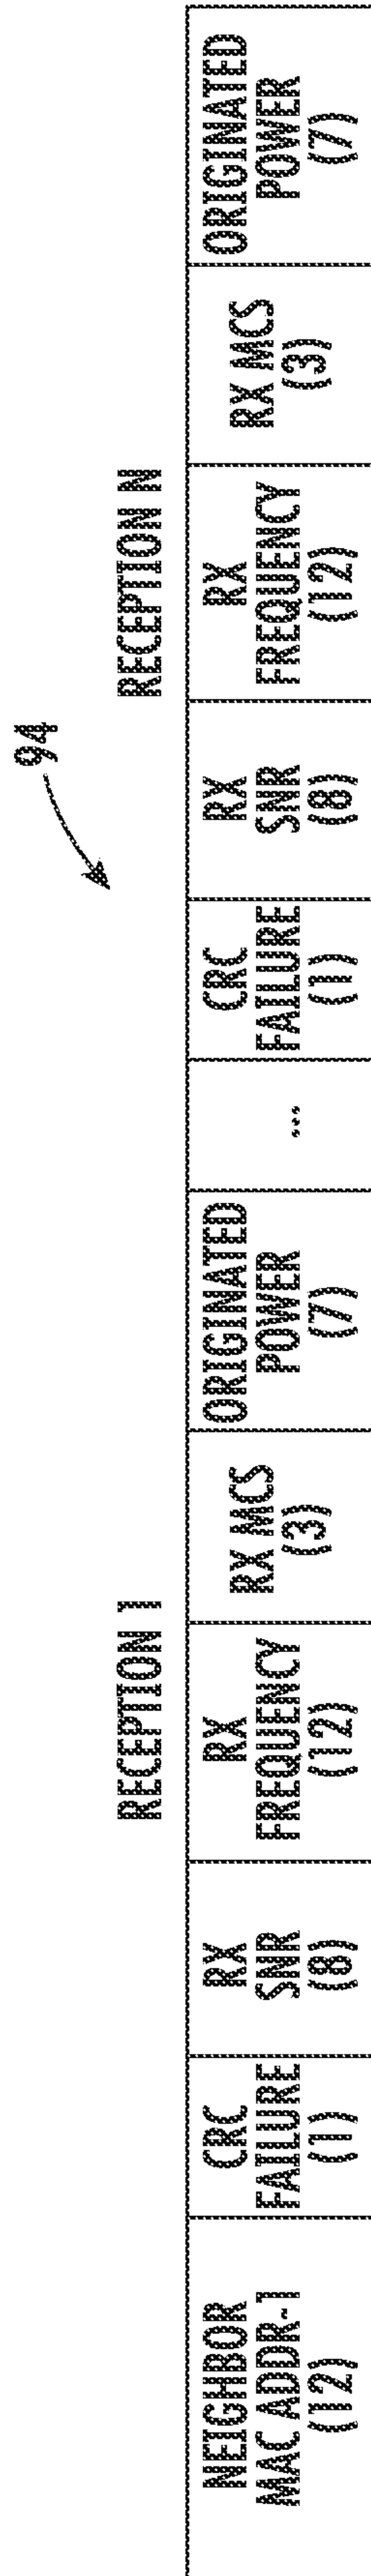 94
RECEPTION 1
RECEPTION N
NEIGHBOR
MAC ADDR-1
(12)
CRC
FAILURE
(1)
RX
SNR
(8)
RX
FREQUENCY
(12)
RX MCS
(3)
ORIGINATED
POWER
(7)
...
CRC
FAILURE
(1)
RX
SNR
(8)
RX
FREQUENCY
(12)
RX MCS
(3)
ORIGINATED
POWER
(7)